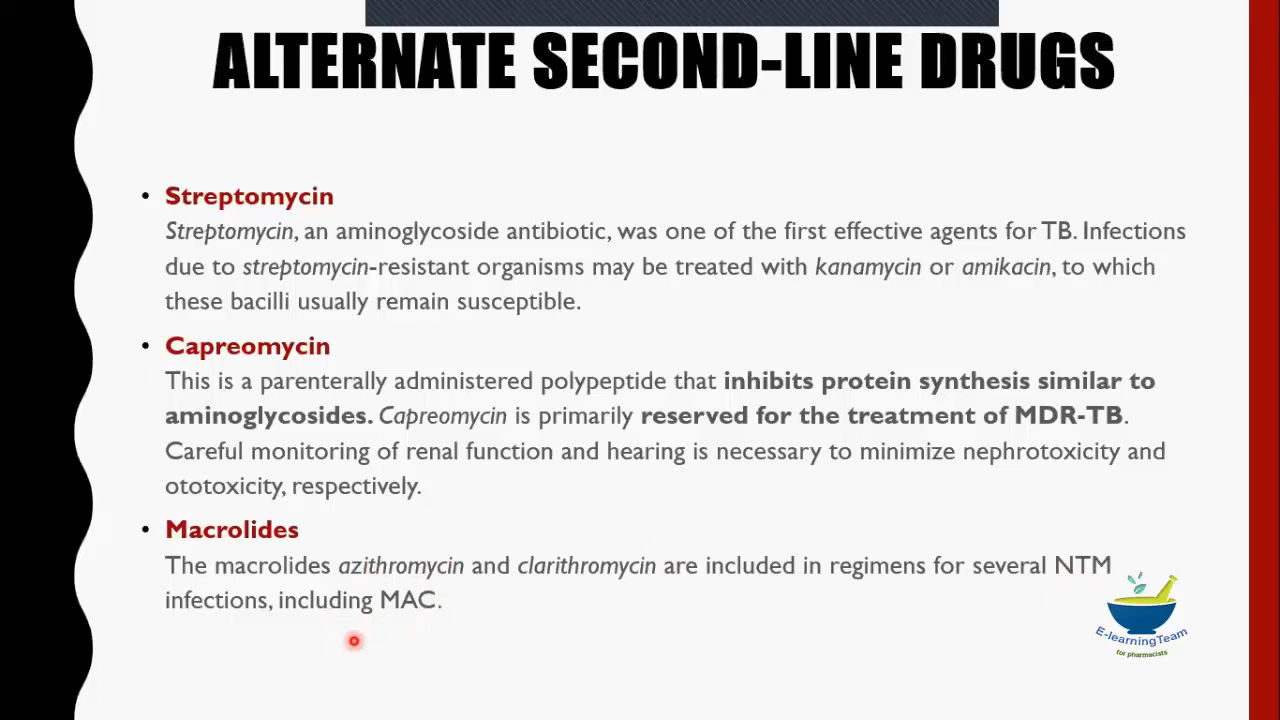 ALTERNATE SECOND-LINE DRUGS
• Streptomycin
Streptomycin, an aminoglycoside antibiotic, was one of the first effective agents for TB. Infections
due to streptomycin-resistant organisms may be treated with kanamycin or amikacin, to which
these bacilli usually remain susceptible.
• Capreomycin
This is a parenterally administered polypeptide that inhibits protein synthesis similar to
aminoglycosides. Capreomycin is primarily reserved for the treatment of MDR-TB.
Careful monitoring of renal function and hearing is necessary to minimize nephrotoxicity and
ototoxicity, respectively.
• Macrolides
The macrolides azithromycin and clarithromycin are included in regimens for several NTM
infections, including MAC.
E-learningTeam
for pharmacists